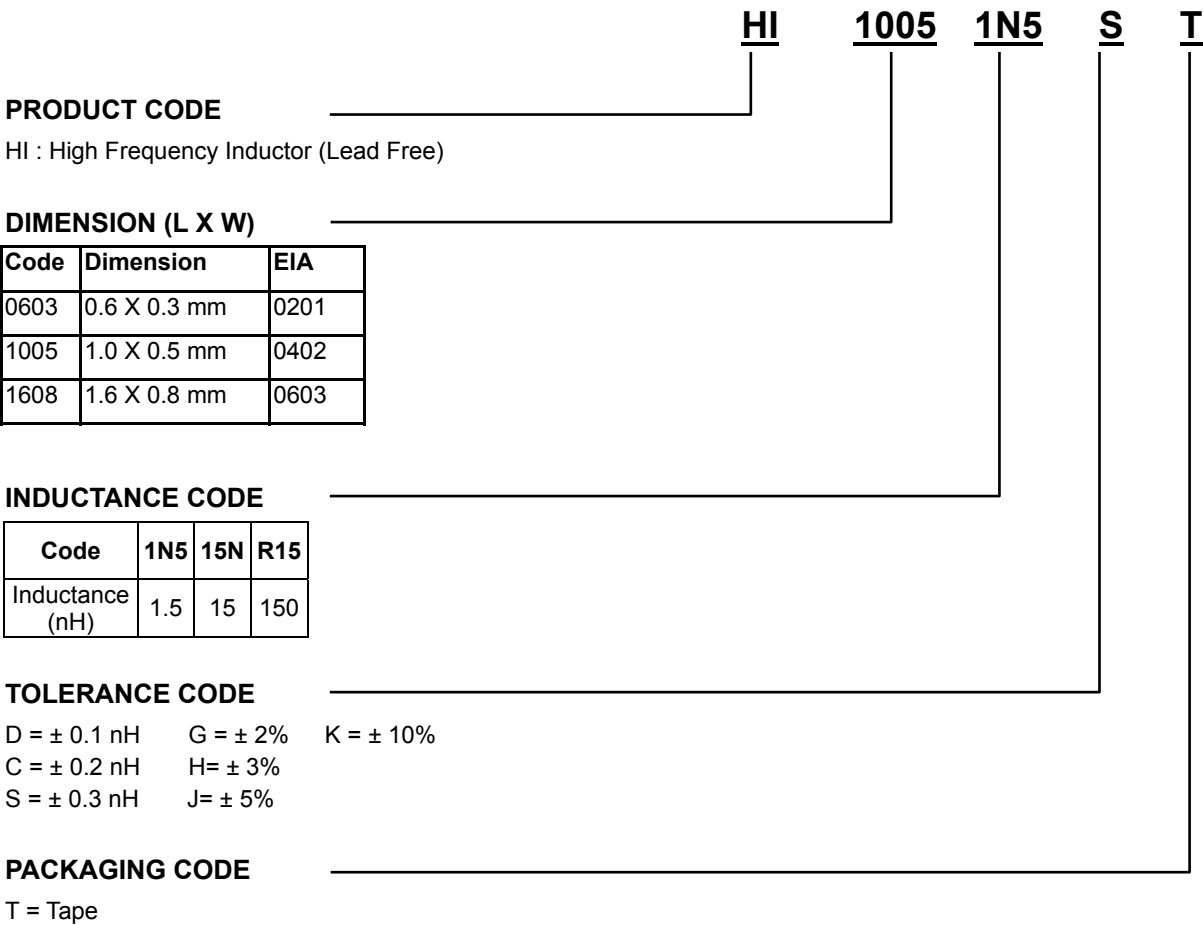 HI 1005 1N5 S T
PRODUCT CODE
HI : High Frequency Inductor (Lead Free)
DIMENSION (L X W)
Code Dimension EIA
0603 0.6 X 0.3 mm 0201
1005 1.0 X 0.5 mm 0402
1608 1.6 X 0.8 mm 0603
INDUCTANCE CODE
Code 1N5 15N R15
Inductance
(nH) 1.5 15 150
TOLERANCE CODE
D = ± 0.1 nH G = ± 2% K = ± 10%
C = ± 0.2 nH H= ± 3%
S = ± 0.3 nH J= ± 5%
PACKAGING CODE
T = Tape